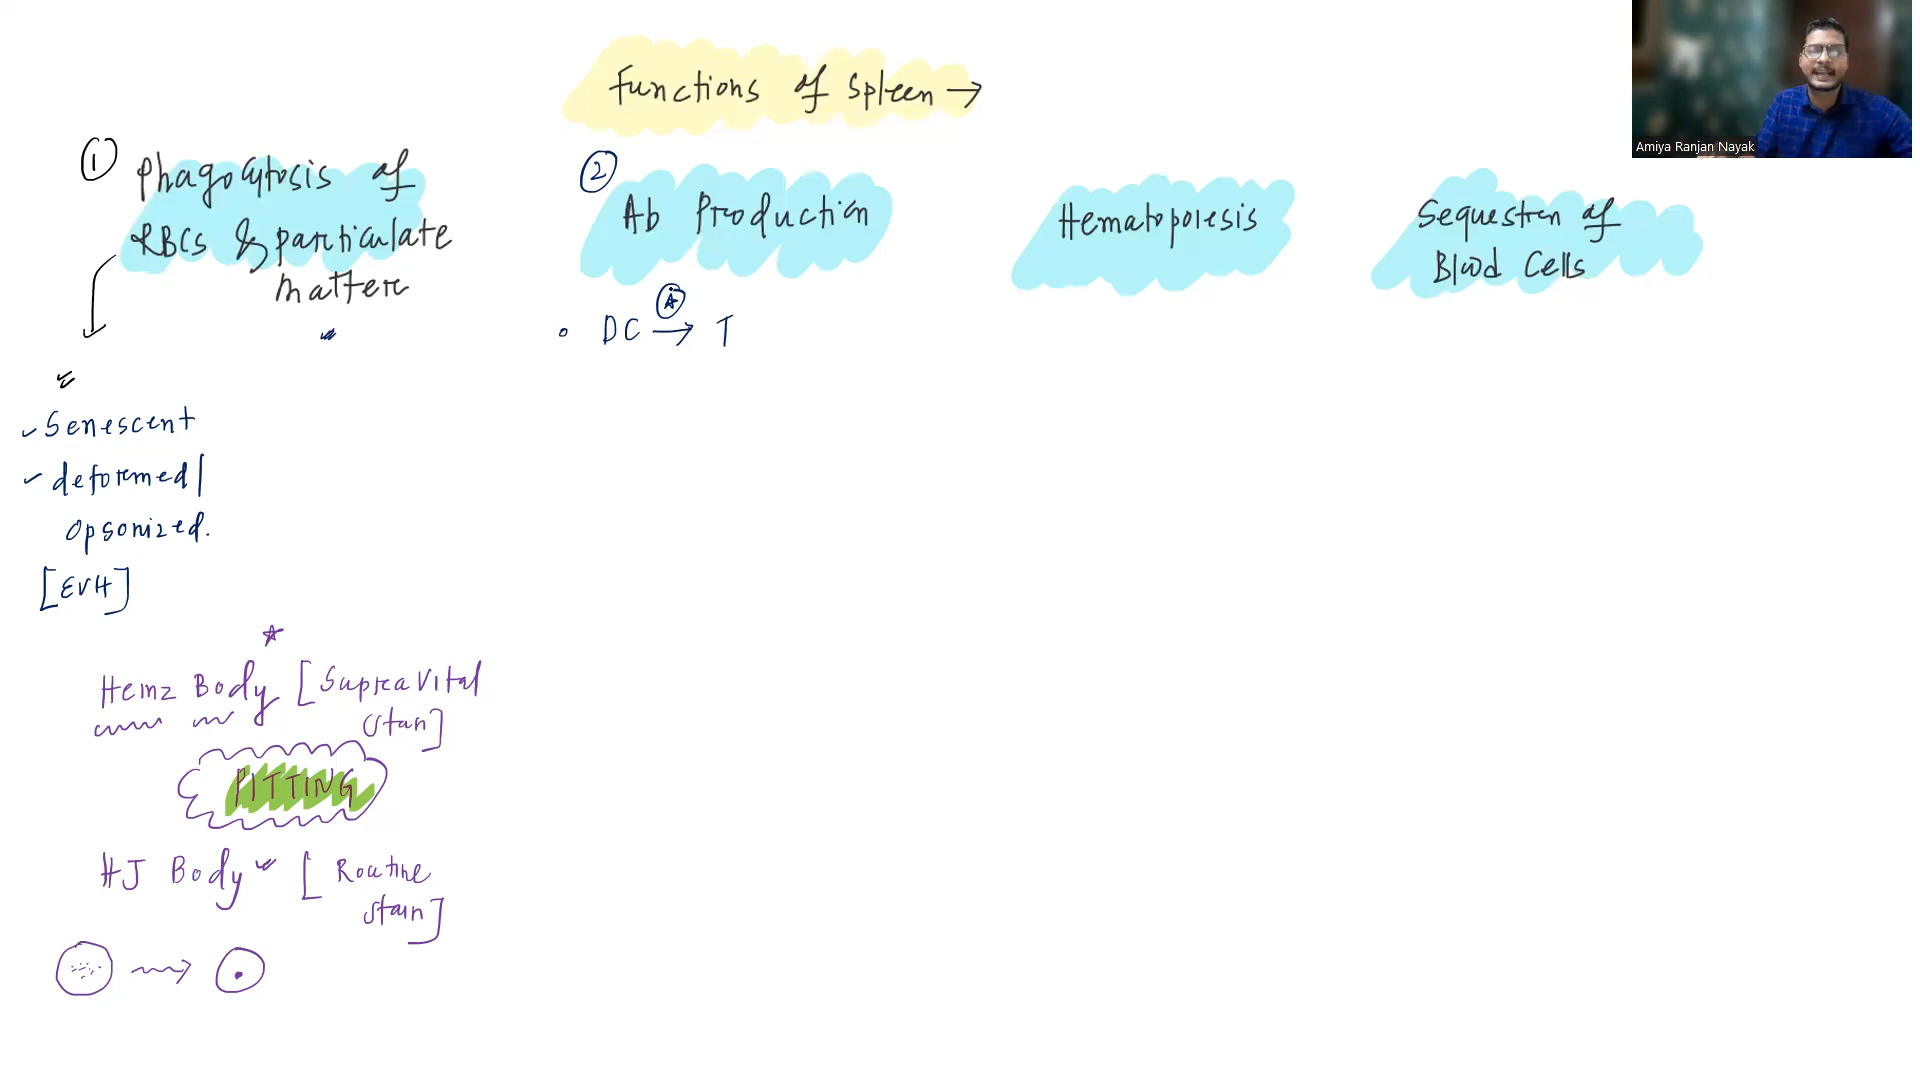 Functions of Spleen →
Amiya Ranjan Nayak
① Phagocytosis of
RBCs & particulate
matter
② Ab Production
Hematopoiesis
Sequestren of
Blood Cells
• DC → T
Senescent
deformed/
Opsonized.
[EVH]
Heinz Body [Supravital
Stain]
PITTING
HJ Body [Routine
Stain]